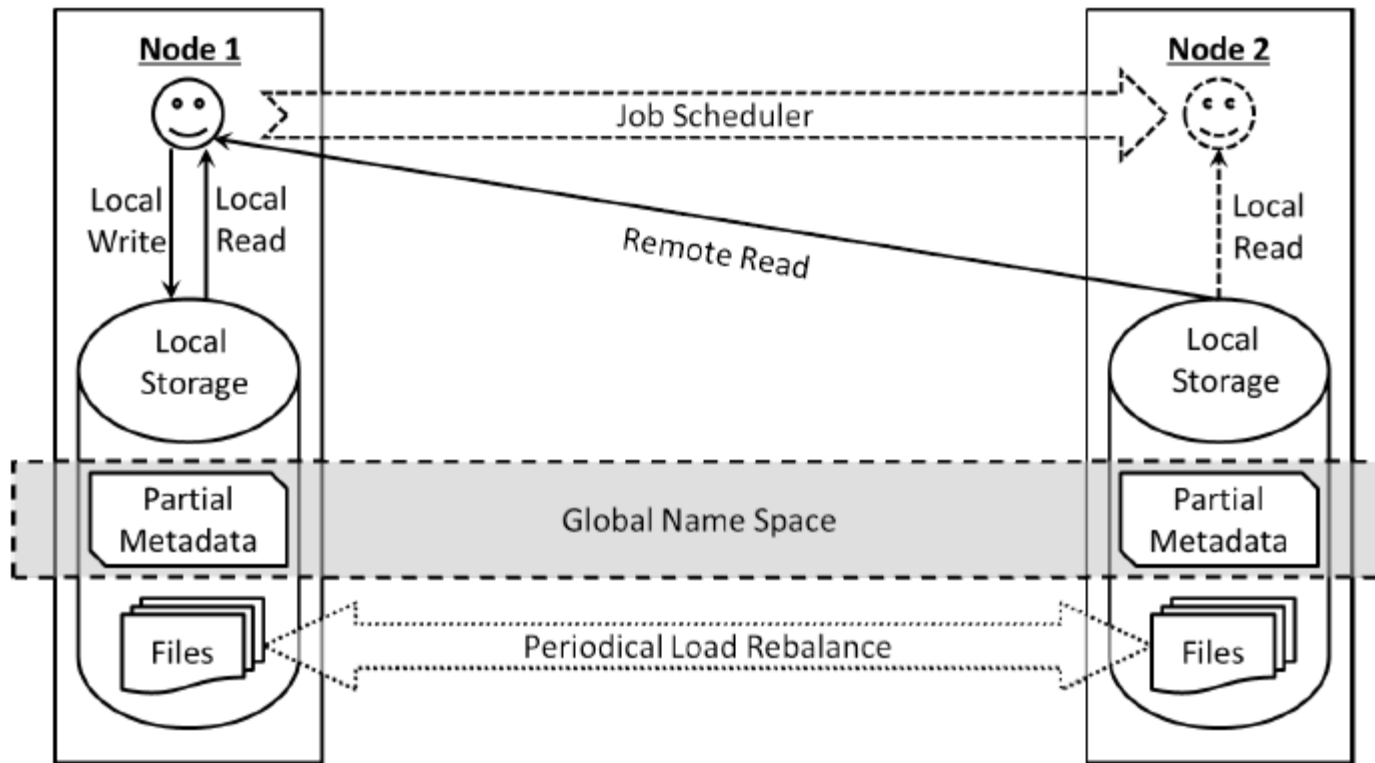 Node 1
Node 2
Job Scheduler
Local
Write
Local
Read
Remote Read
Local
Read
Local
Storage
Local
Storage
Partial
Metadata
Global Name Space
Partial
Metadata
Files
Periodical Load Rebalance
Files